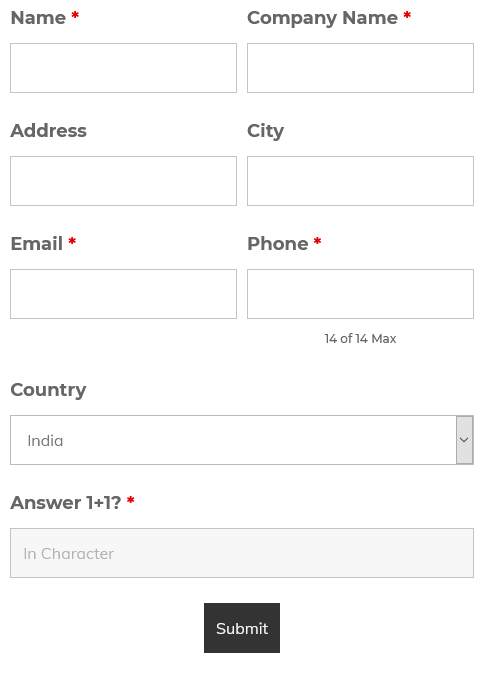 Name * Company Name *
Address City
Email * Phone *
14 of 14 Max
Country
India
Answer 1+1? *
In Character
Submit